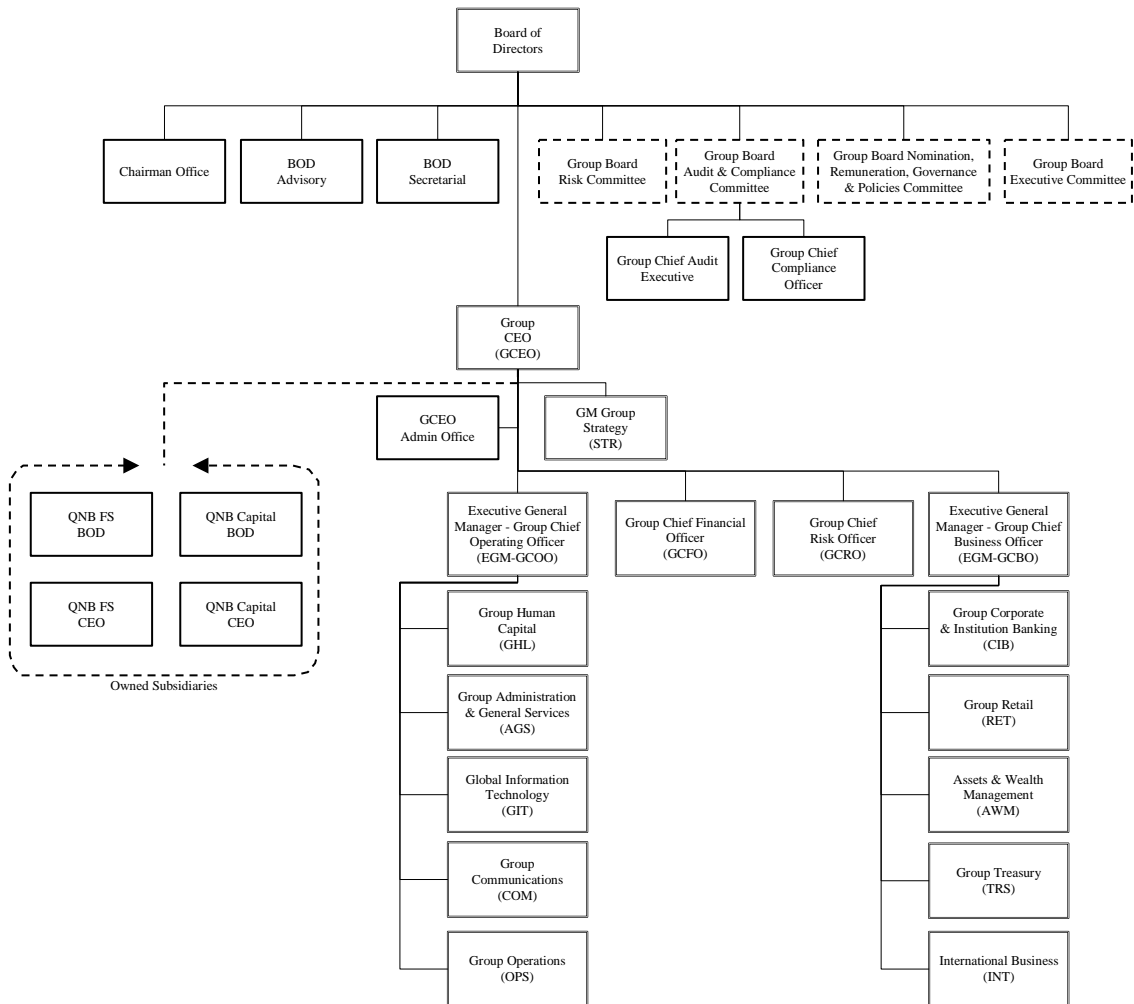 Board of
Directors
Chairman Office
BOD
Advisory
BOD
Secretarial
Group Board
Risk Committee
Group Board
Audit & Compliance
Committee
Group Board Nomination,
Remuneration, Governance
& Policies Committee
Group Board
Executive Committee
Group Chief Audit
Executive
Group Chief
Compliance
Officer
Group
CEO
(GCEO)
GCEO
Admin Office
GM Group
Strategy
(STR)
QNB FS
BOD
QNB Capital
BOD
QNB FS
CEO
QNB Capital
CEO
Owned Subsidiaries
Executive General
Manager - Group Chief
Operating Officer
(EGM-GCOO)
Group Chief Financial
Officer
(GCFO)
Group Chief
Risk Officer
(GCRO)
Executive General
Manager - Group Chief
Business Officer
(EGM-GCBO)
Group Human
Capital
(GHL)
Group Administration
& General Services
(AGS)
Global Information
Technology
(GIT)
Group
Communications
(COM)
Group Operations
(OPS)
Group Corporate
& Institution Banking
(CIB)
Group Retail
(RET)
Assets & Wealth
Management
(AWM)
Group Treasury
(TRS)
International Business
(INT)